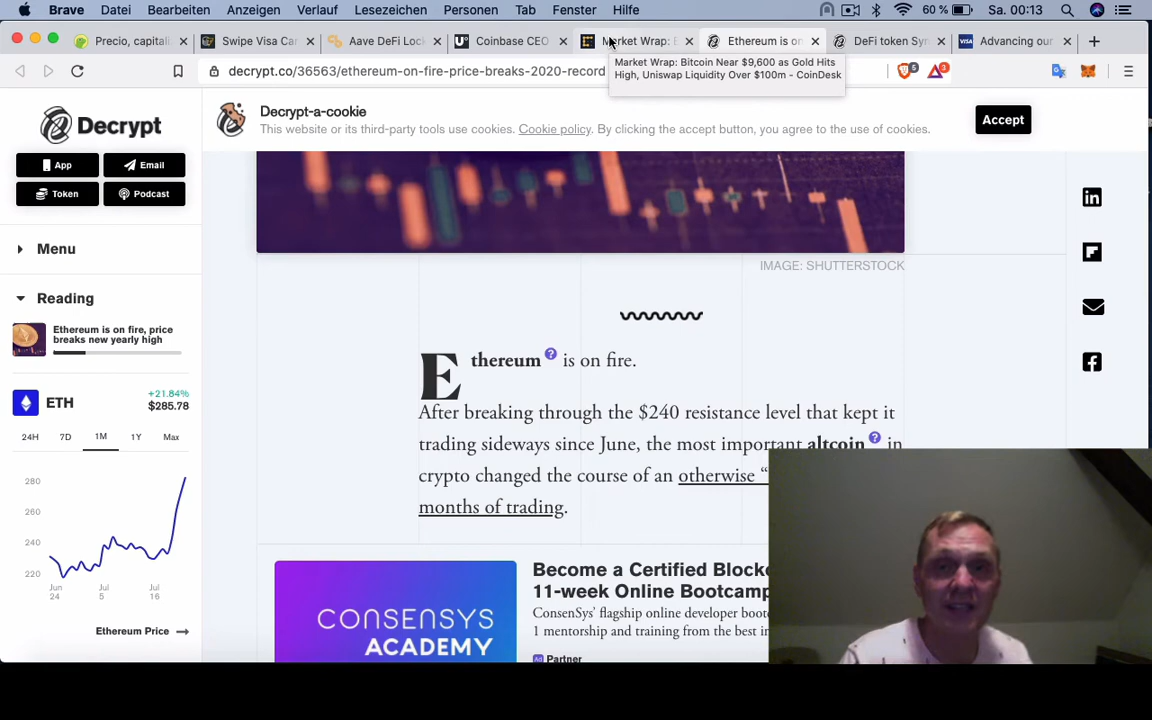 Brave Datei Bearbeiten Anzeigen Verlauf Lesezeichen Personen Tab Fenster Hilfe 60 % Sa. 00:13
Precio, capitali
Swipe Visa Car
Aave DeFi Lock
Coinbase CEO
Market Wrap: B
Ethereum is on
DeFi token Syn
Advancing our
decrypt.co/36563/ethereum-on-fire-price-breaks-2020-record
5
3
Market Wrap: Bitcoin Near $9,600 as Gold Hits
High, Uniswap Liquidity Over $100m - CoinDesk
Decrypt
App
Email
Token
Podcast
Menu
Reading
Ethereum is on fire, price
breaks new yearly high
ETH
+21.84%
$285.78
24H 7D 1M 1Y Max
280
260
240
220
Jun
24
Jul
5
Jul
16
Ethereum Price
Decrypt-a-cookie
This website or its third-party tools use cookies. Cookie policy. By clicking the accept button, you agree to the use of cookies.
Accept
IMAGE: SHUTTERSTOCK
Ethereum ? is on fire.
After breaking through the $240 resistance level that kept it
trading sideways since June, the most important altcoin ? in
crypto changed the course of an otherwise “
months of trading.
CONSENSYS
ACADEMY
Become a Certified Blocko
11-week Online Bootcamp
ConsenSys’ flagship online developer boot
1 mentorship and training from the best in
Ad Partner